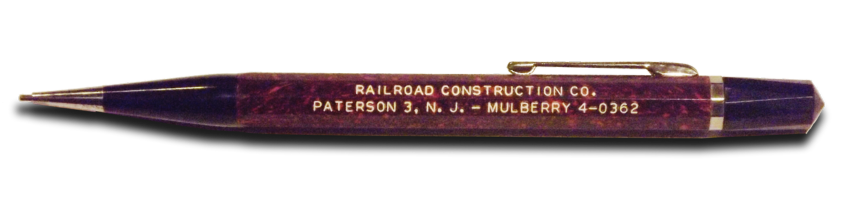 RAILROAD CONSTRUCTION CO.
PATERSON 3, N. J. - MULBERRY 4-0362